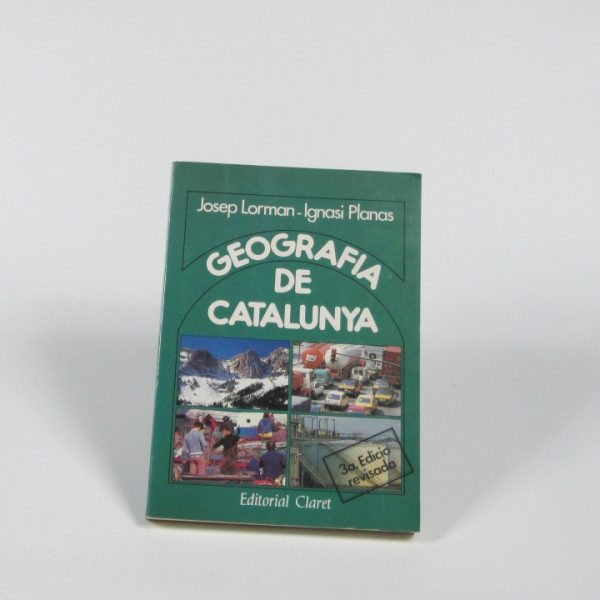 Josep Lorman - Ignasi Planas
GEOGRAFIA
DE
CATALUNYA
3a. Edició
revisada
Editorial Claret